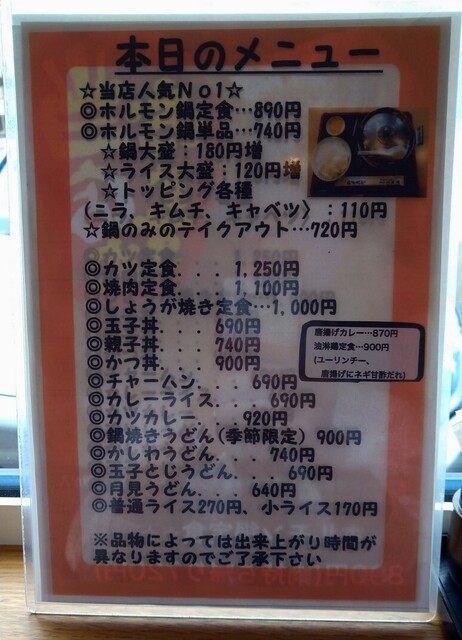 本日のメニュー
☆当店人気No1☆
◎ホルモン鍋定食…890円
◎ホルモン鍋単品…740円
☆鍋大盛：180円増
☆ライス大盛：120円増
☆トッピング各種
(ニラ、キムチ、キャベツ)：110円
☆鍋のみのテイクアウト…720円
◎カツ定食．．．1,250円
◎焼肉定食．．．1,100円
◎しょうが焼き定食…1,000円
◎玉子丼．．．690円
◎親子丼．．．740円
◎かつ丼．．．900円
◎チャーハン．．．690円
◎カレーライス．．．690円
◎カツカレー．．．920円
◎鍋焼きうどん(季節限定) 900円
◎かしわうどん．．．740円
◎玉子とじうどん．．．690円
◎月見うどん．．．640円
◎普通ライス270円、小ライス170円
※品物によっては出来上がり時間が
異なりますのでご了承下さい
唐揚げカレー…870円
油淋鶏定食…900円
(ユーリンチー、
唐揚げにネギ甘酢だれ)